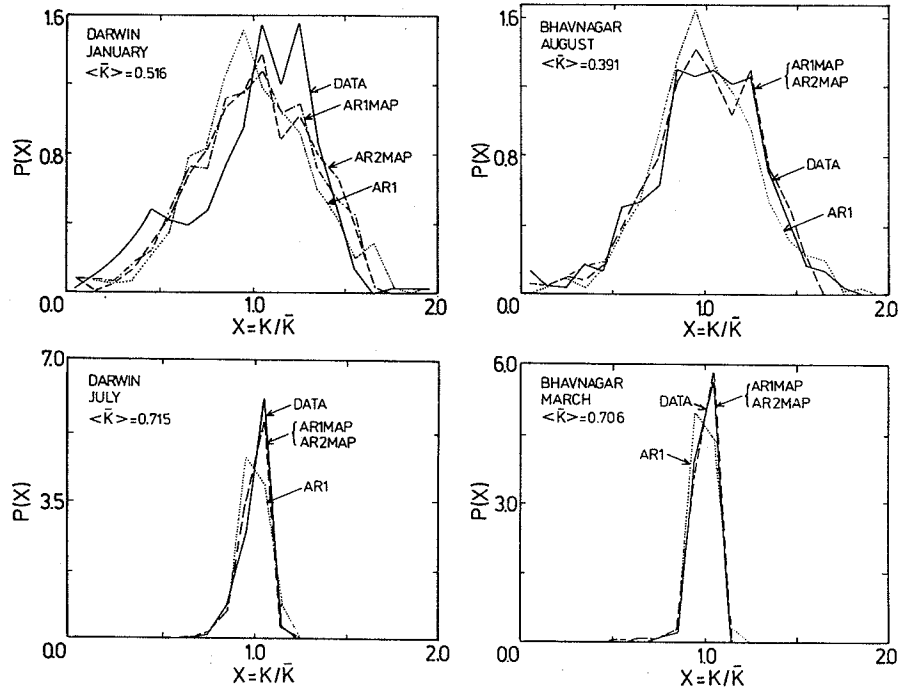 1.6
0.8
0.0
P(X)
DARWIN
JANUARY
<K̄> = 0.516
DATA
AR1MAP
AR2MAP
AR1
1.0
2.0
X = K/K̄
1.6
0.8
0.0
P(X)
BHAVNAGAR
AUGUST
<K̄> = 0.391
{AR1MAP
AR2MAP
DATA
AR1
1.0
2.0
X = K/K̄
7.0
3.5
0.0
P(X)
DARWIN
JULY
<K̄> = 0.715
DATA
{AR1MAP
AR2MAP
AR1
1.0
2.0
X = K/K̄
6.0
3.0
0.0
P(X)
BHAVNAGAR
MARCH
<K̄> = 0.706
DATA
{AR1MAP
AR2MAP
AR1
1.0
2.0
X = K/K̄